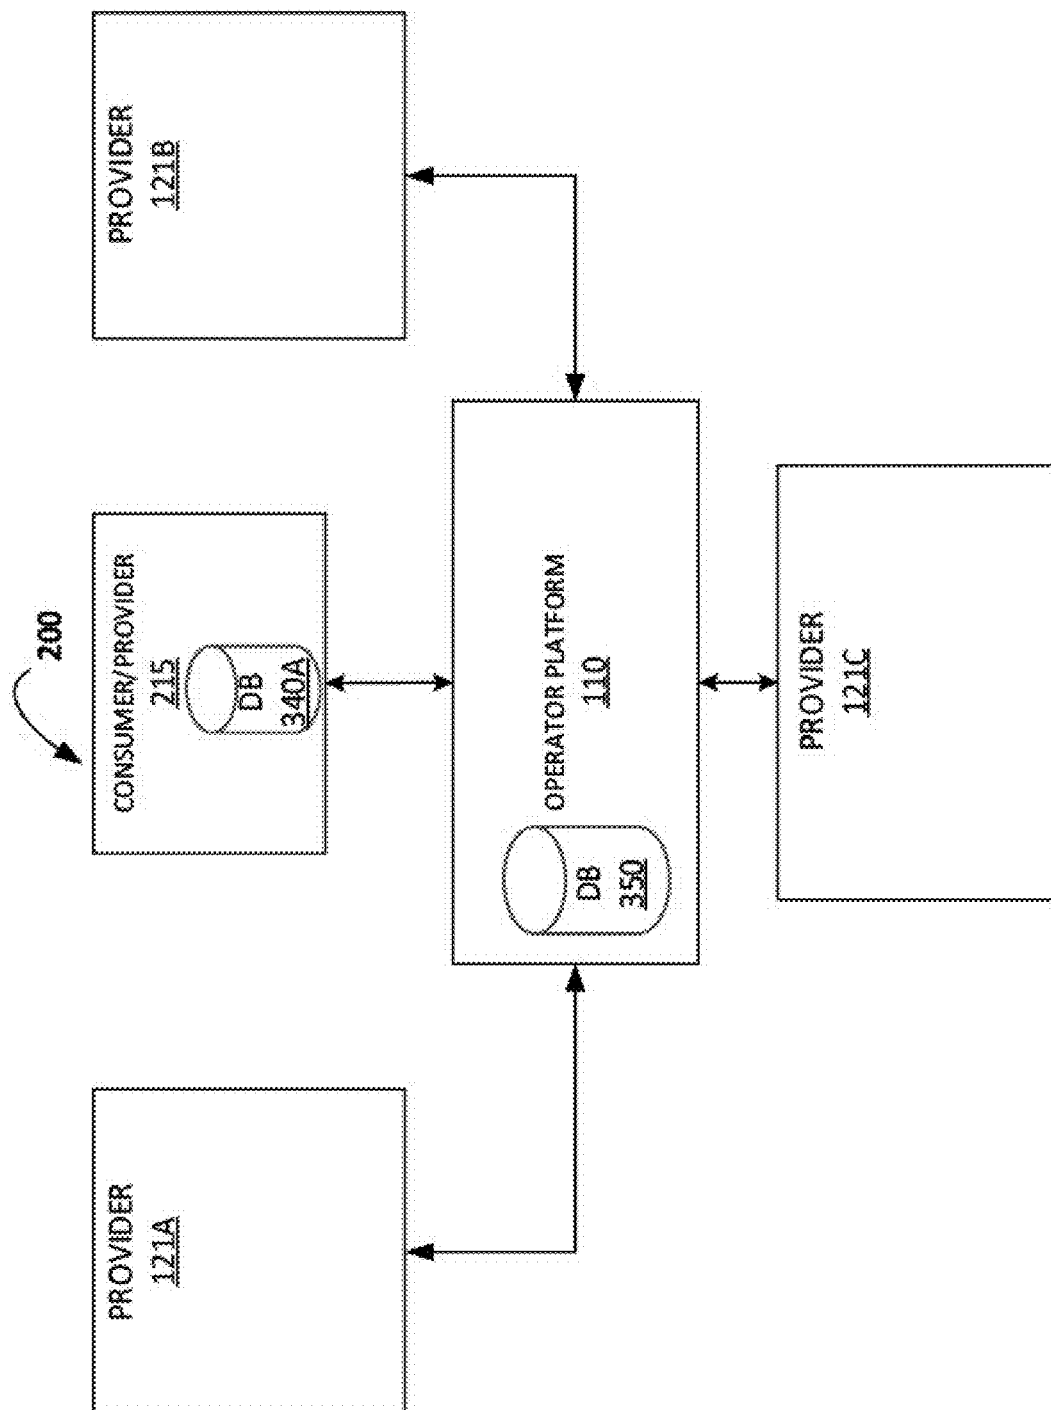 200
PROVIDER
121A
CONSUMER/PROVIDER
215
DB
340A
PROVIDER
121B
OPERATOR PLATFORM
110
DB
350
PROVIDER
121C